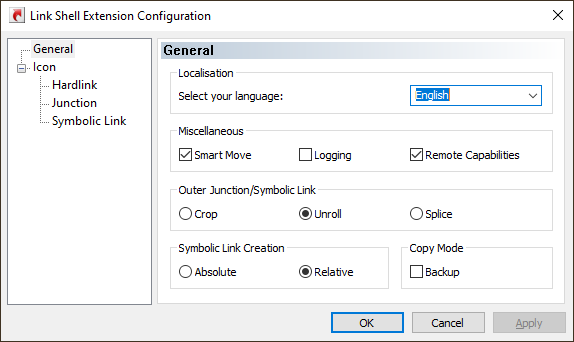 Link Shell Extension Configuration
General
Icon
Hardlink
Junction
Symbolic Link
General
Localisation
Select your language: English
Miscellaneous
Smart Move Logging Remote Capabilities
Outer Junction/Symbolic Link
Crop Unroll Splice
Symbolic Link Creation Copy Mode
Absolute Relative Backup
OK Cancel Apply